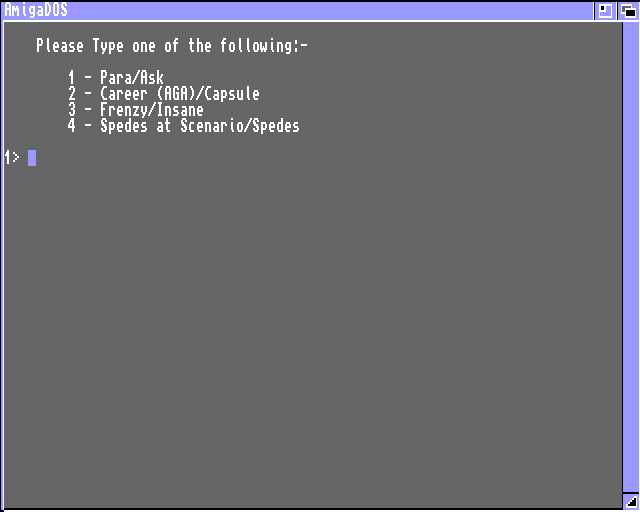 AmigaDOS
Please Type one of the following:-
1 - Para/Ask
2 - Career (AGA)/Capsule
3 - Frenzy/Insane
4 - Spedes at Scenario/Spedes
1>